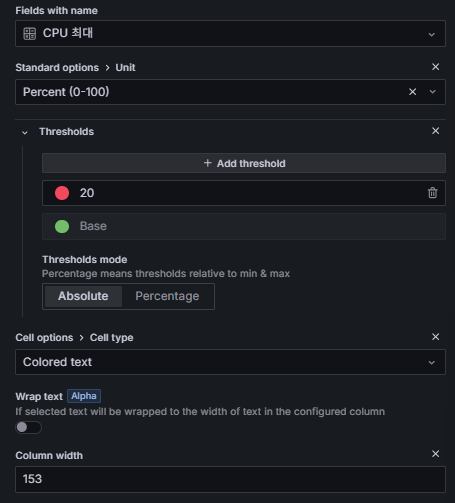 Fields with name
CPU 최대
Standard options > Unit
Percent (0-100)
Thresholds
+ Add threshold
20
Base
Thresholds mode
Percentage means thresholds relative to min & max
Absolute Percentage
Cell options > Cell type
Colored text
Wrap text Alpha
If selected text will be wrapped to the width of text in the configured column
Column width
153